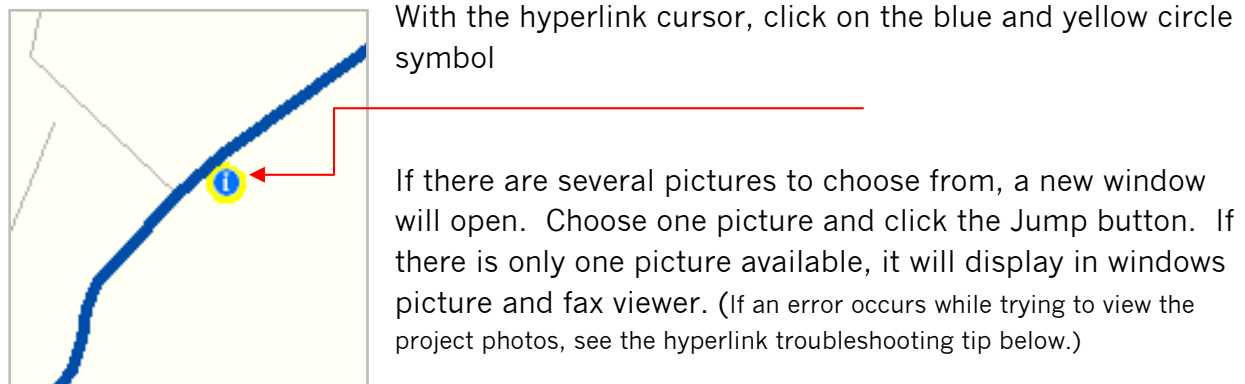 With the hyperlink cursor, click on the blue and yellow circle
symbol
i
If there are several pictures to choose from, a new window
will open.  Choose one picture and click the Jump button.  If
there is only one picture available, it will display in windows
picture and fax viewer. (If an error occurs while trying to view the
project photos, see the hyperlink troubleshooting tip below.)